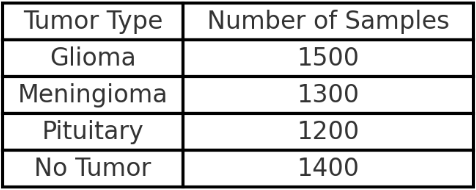 Tumor Type Number of Samples
Glioma 1500
Meningioma 1300
Pituitary 1200
No Tumor 1400